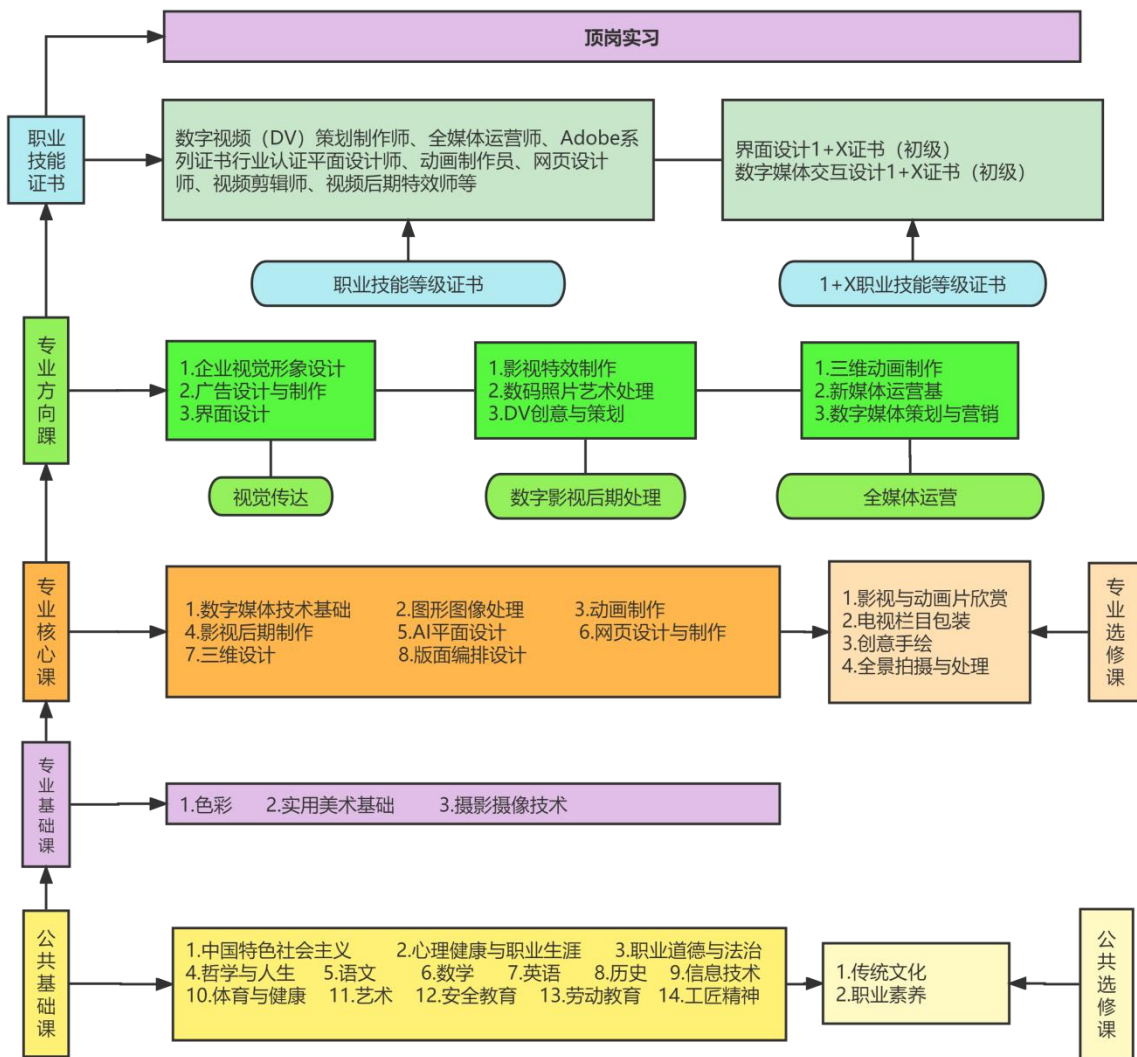 顶岗实习
职业技能证书
数字视频（DV）策划制作师、全媒体运营师、Adobe系
列证书行业认证平面设计师、动画制作员、网页设计
师、视频剪辑师、视频后期特效师等
界面设计1+X证书（初级）
数字媒体交互设计1+X证书（初级）
职业技能等级证书
1+X职业技能等级证书
专业方向踝
1.企业视觉形象设计
2.广告设计与制作
3.界面设计
1.影视特效制作
2.数码照片艺术处理
3.DV创意与策划
1.三维动画制作
2.新媒体运营基
3.数字媒体策划与营销
视觉传达
数字影视后期处理
全媒体运营
专业核心课
1.数字媒体技术基础 2.图形图像处理 3.动画制作
4.影视后期制作 5.AI平面设计 6.网页设计与制作
7.三维设计 8.版面编排设计
1.影视与动画片欣赏
2.电视栏目包装
3.创意手绘
4.全景拍摄与处理
专业选修课
专业基础课
1.色彩 2.实用美术基础 3.摄影摄像技术
公共基础课
1.中国特色社会主义 2.心理健康与职业生涯 3.职业道德与法治
4.哲学与人生 5.语文 6.数学 7.英语 8.历史 9.信息技术
10.体育与健康 11.艺术 12.安全教育 13.劳动教育 14.工匠精神
1.传统文化
2.职业素养
公共选修课